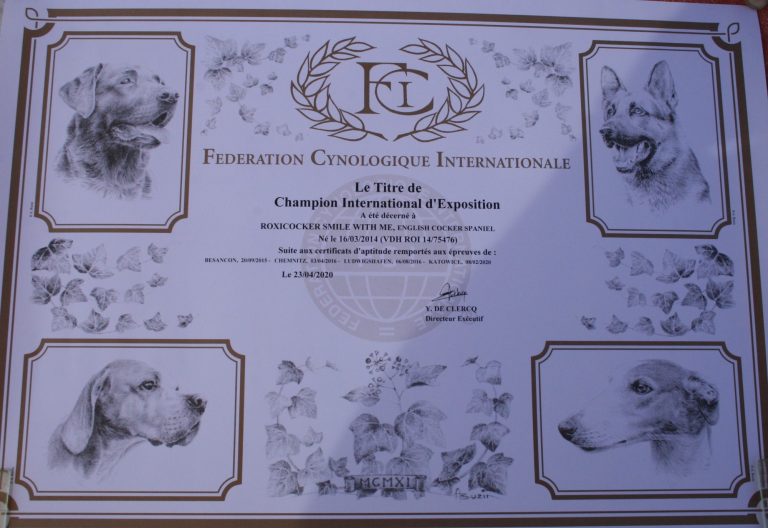 FCI
FEDERATION CYNOLOGIQUE INTERNATIONALE
Le Titre de
Champion International d'Exposition
A été décerné à
ROXICOCKER SMILE WITH ME, ENGLISH COCKER SPANIEL
Né le 16/03/2014 (VDH ROI 14/75476)
Suite aux certificats d'aptitude remportés aux épreuves de :
BESANCON, 20/09/2015 - CHEMNITZ, 03/04/2016 - LUDWIGSHAFEN, 06/08/2016 - KATOWICE, 08/02/2020
Le 23/04/2020
Y. DE CLERCQ
Directeur Exécutif
MCMXI